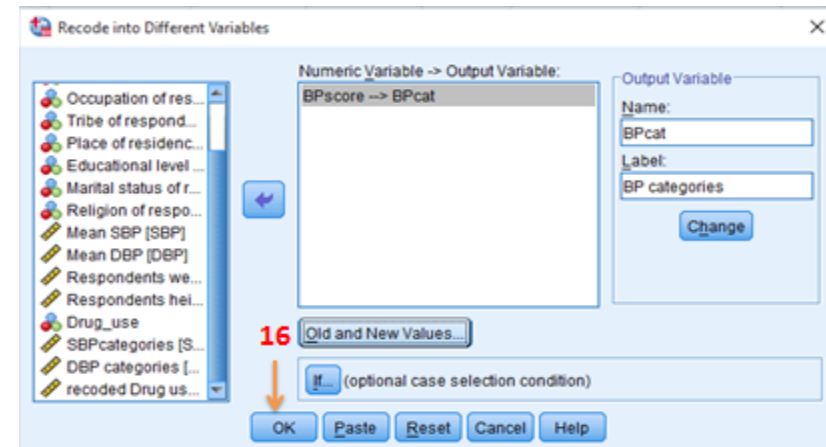 Recode into Different Variables
Numeric Variable -> Output Variable:
BPscore --> BPcat
Occupation of res...
Tribe of respond...
Place of residenc...
Educational level ...
Marital status of r...
Religion of respo...
Mean SBP [SBP]
Mean DBP [DBP]
Respondents we...
Respondents hei...
Drug_use
SBPcategories [S...
DBP categories [...
recoded Drug us...
Output Variable
Name:
BPcat
Label:
BP categories
Change
16
Old and New Values...
If... (optional case selection condition)
OK Paste Reset Cancel Help